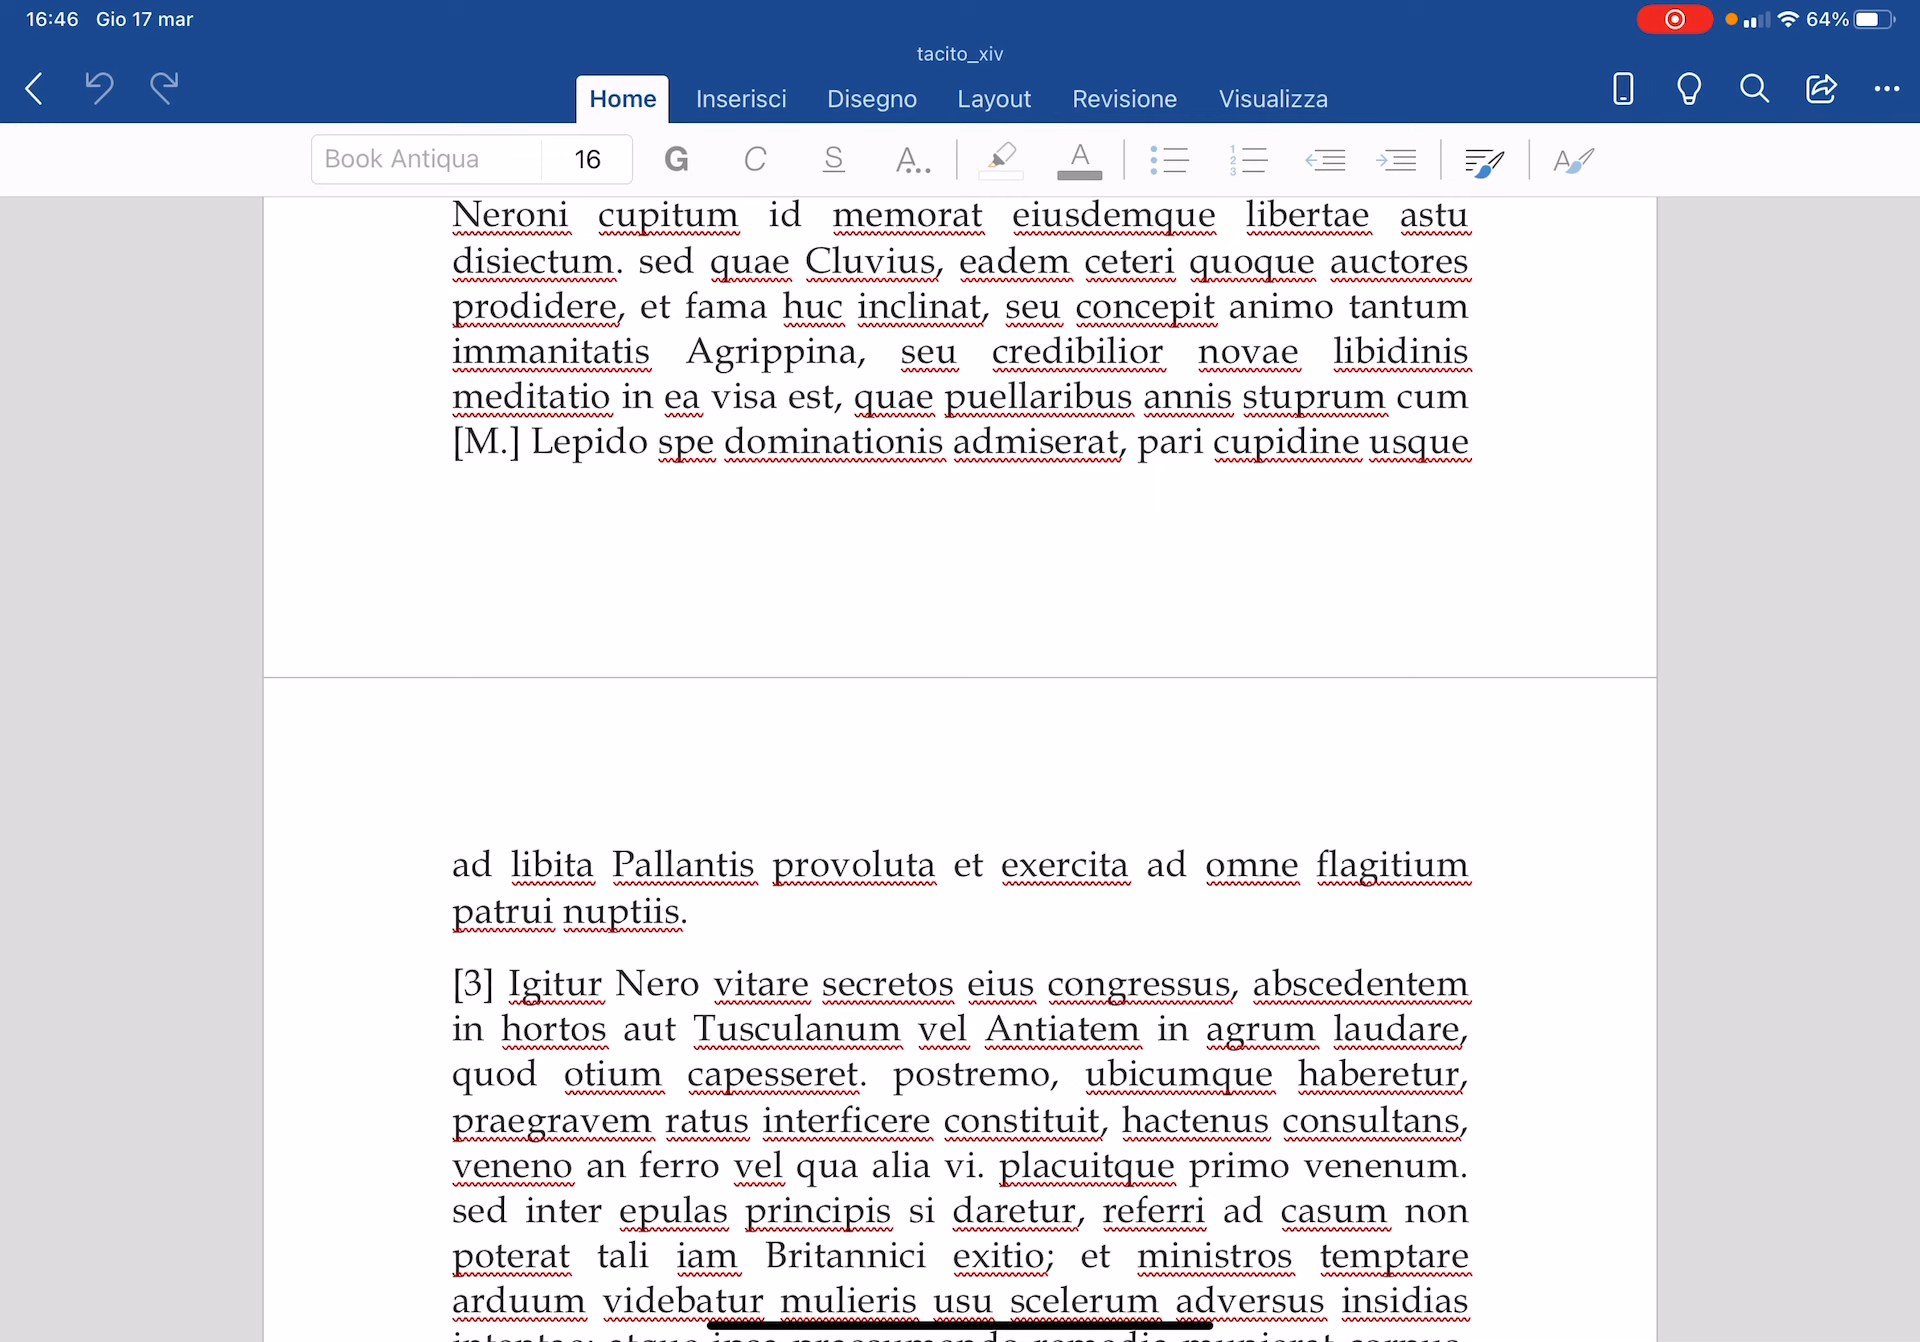 16:46 Gio 17 mar
64%
tacito_xiv
Home Inserisci Disegno Layout Revisione Visualizza
Book Antiqua 16 G C S A... A A
Neroni cupitum id memorat eiusdemque libertae astu
disiectum. sed quae Cluvius, eadem ceteri quoque auctores
prodidere, et fama huc inclinat, seu concepit animo tantum
immanitatis Agrippina, seu credibilior novae libidinis
meditatio in ea visa est, quae puellaribus annis stuprum cum
[M.] Lepido spe dominationis admiserat, pari cupidine usque
ad libita Pallantis provoluta et exercita ad omne flagitium
patrui nuptiis.
[3] Igitur Nero vitare secretos eius congressus, abscedentem
in hortos aut Tusculanum vel Antiatem in agrum laudare,
quod otium capesseret. postremo, ubicumque haberetur,
praegravem ratus interficere constituit, hactenus consultans,
veneno an ferro vel qua alia vi. placuitque primo venenum.
sed inter epulas principis si daretur, referri ad casum non
poterat tali iam Britannici exitio; et ministros temptare
arduum videbatur mulieris usu scelerum adversus insidias